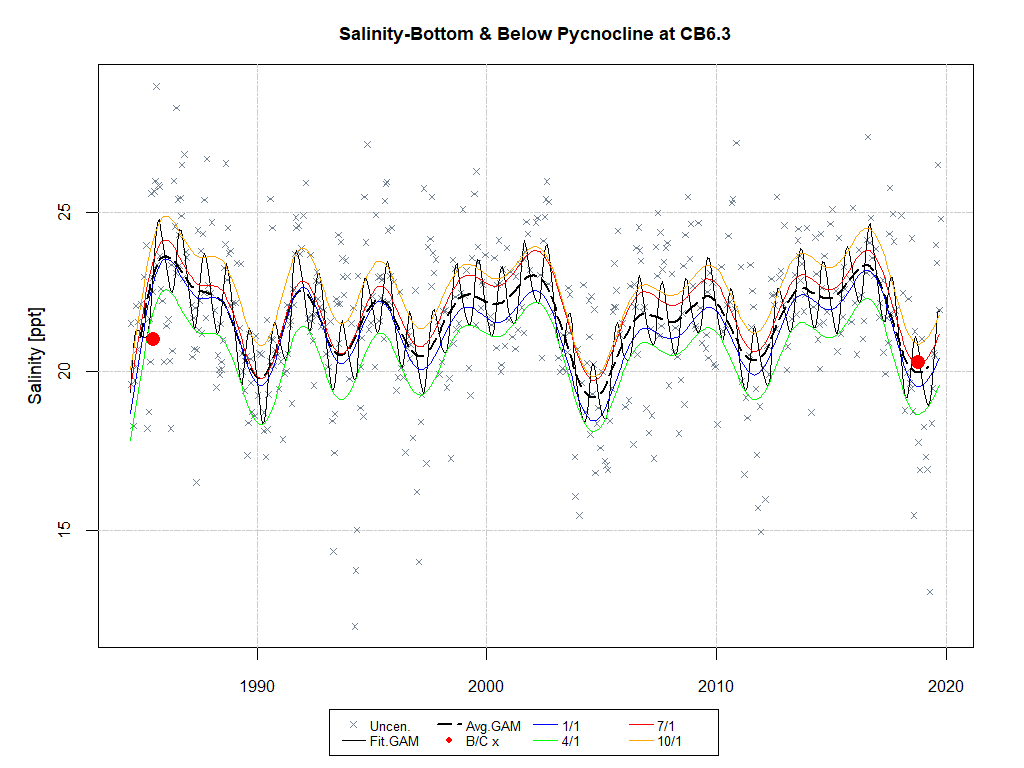 Salinity-Bottom & Below Pycnocline at CB6.3
Salinity [ppt]
25
20
15
1990 2000 2010 2020
Uncen. Avg.GAM 1/1 7/1
Fit.GAM B/C x 4/1 10/1